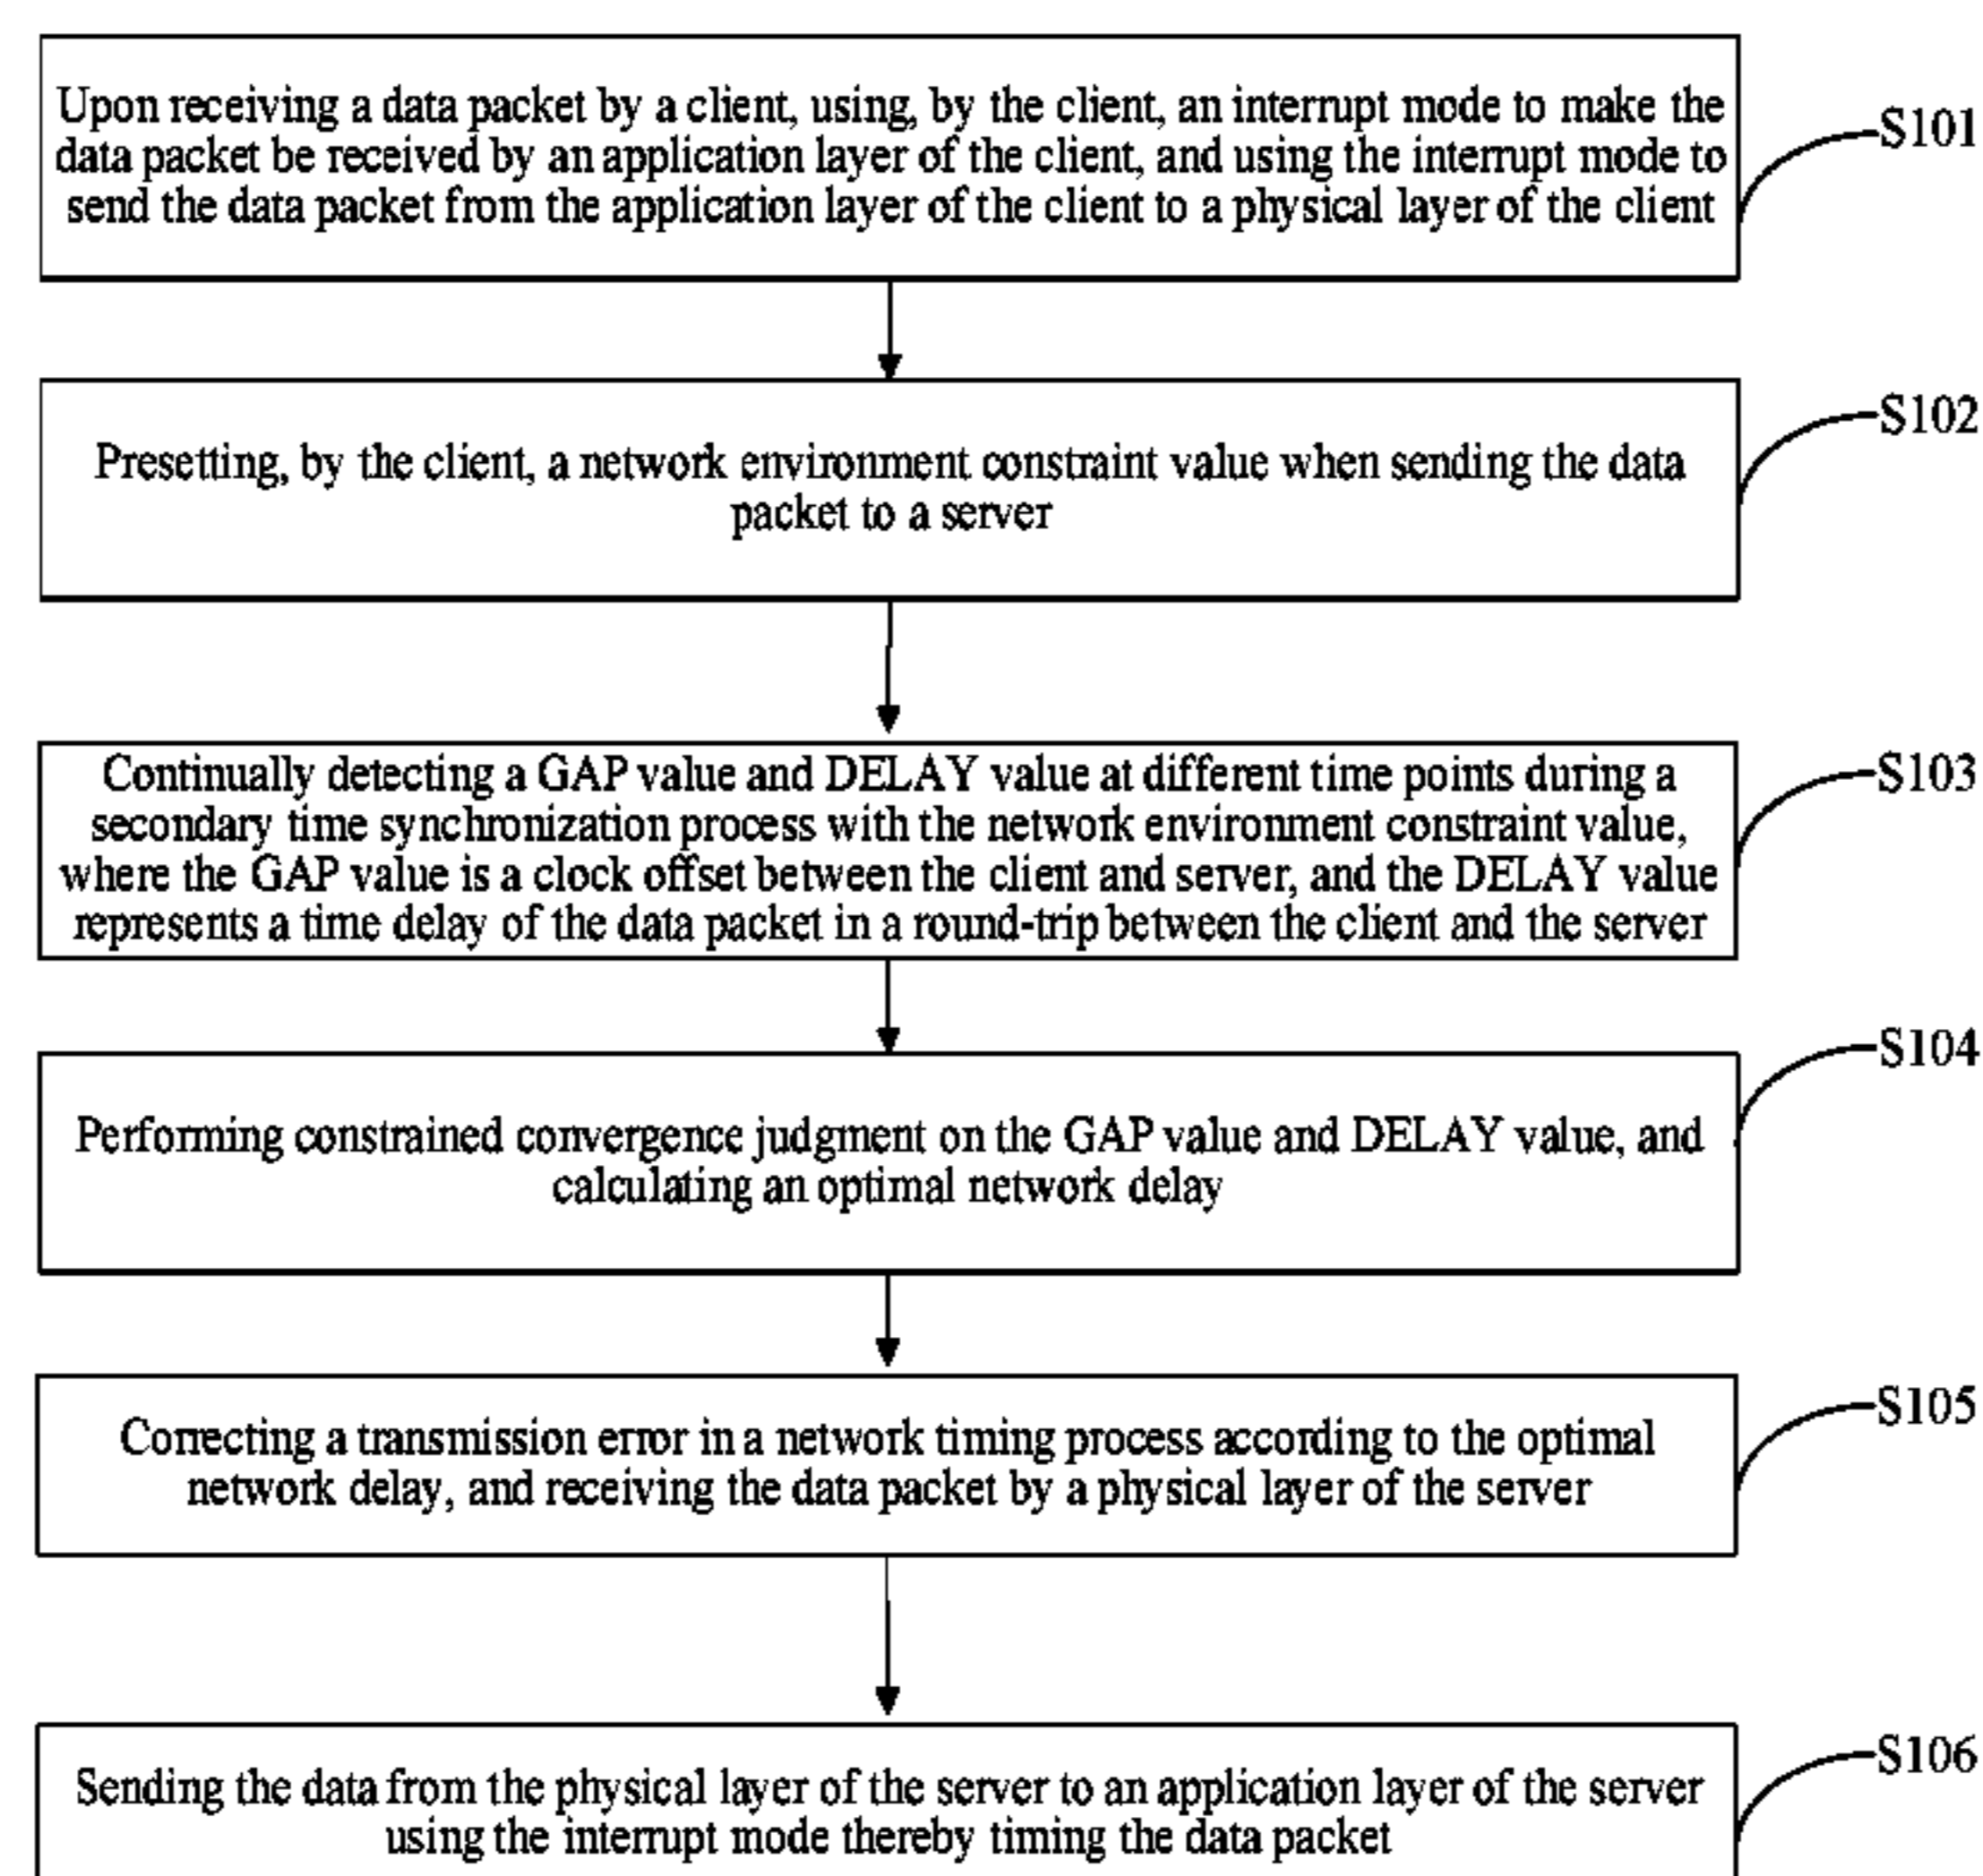 Upon receiving a data packet by a client, using, by the client, an interrupt mode to make the
data packet be received by an application layer of the client, and using the interrupt mode to
send the data packet from the application layer of the client to a physical layer of the client
S101
Presetting, by the client, a network environment constraint value when sending the data
packet to a server
S102
Continually detecting a GAP value and DELAY value at different time points during a
secondary time synchronization process with the network environment constraint value,
where the GAP value is a clock offset between the client and server, and the DELAY value
represents a time delay of the data packet in a round-trip between the client and the server
S103
Performing constrained convergence judgment on the GAP value and DELAY value, and
calculating an optimal network delay
S104
Correcting a transmission error in a network timing process according to the optimal
network delay, and receiving the data packet by a physical layer of the server
S105
Sending the data from the physical layer of the server to an application layer of the server
using the interrupt mode thereby timing the data packet
S106